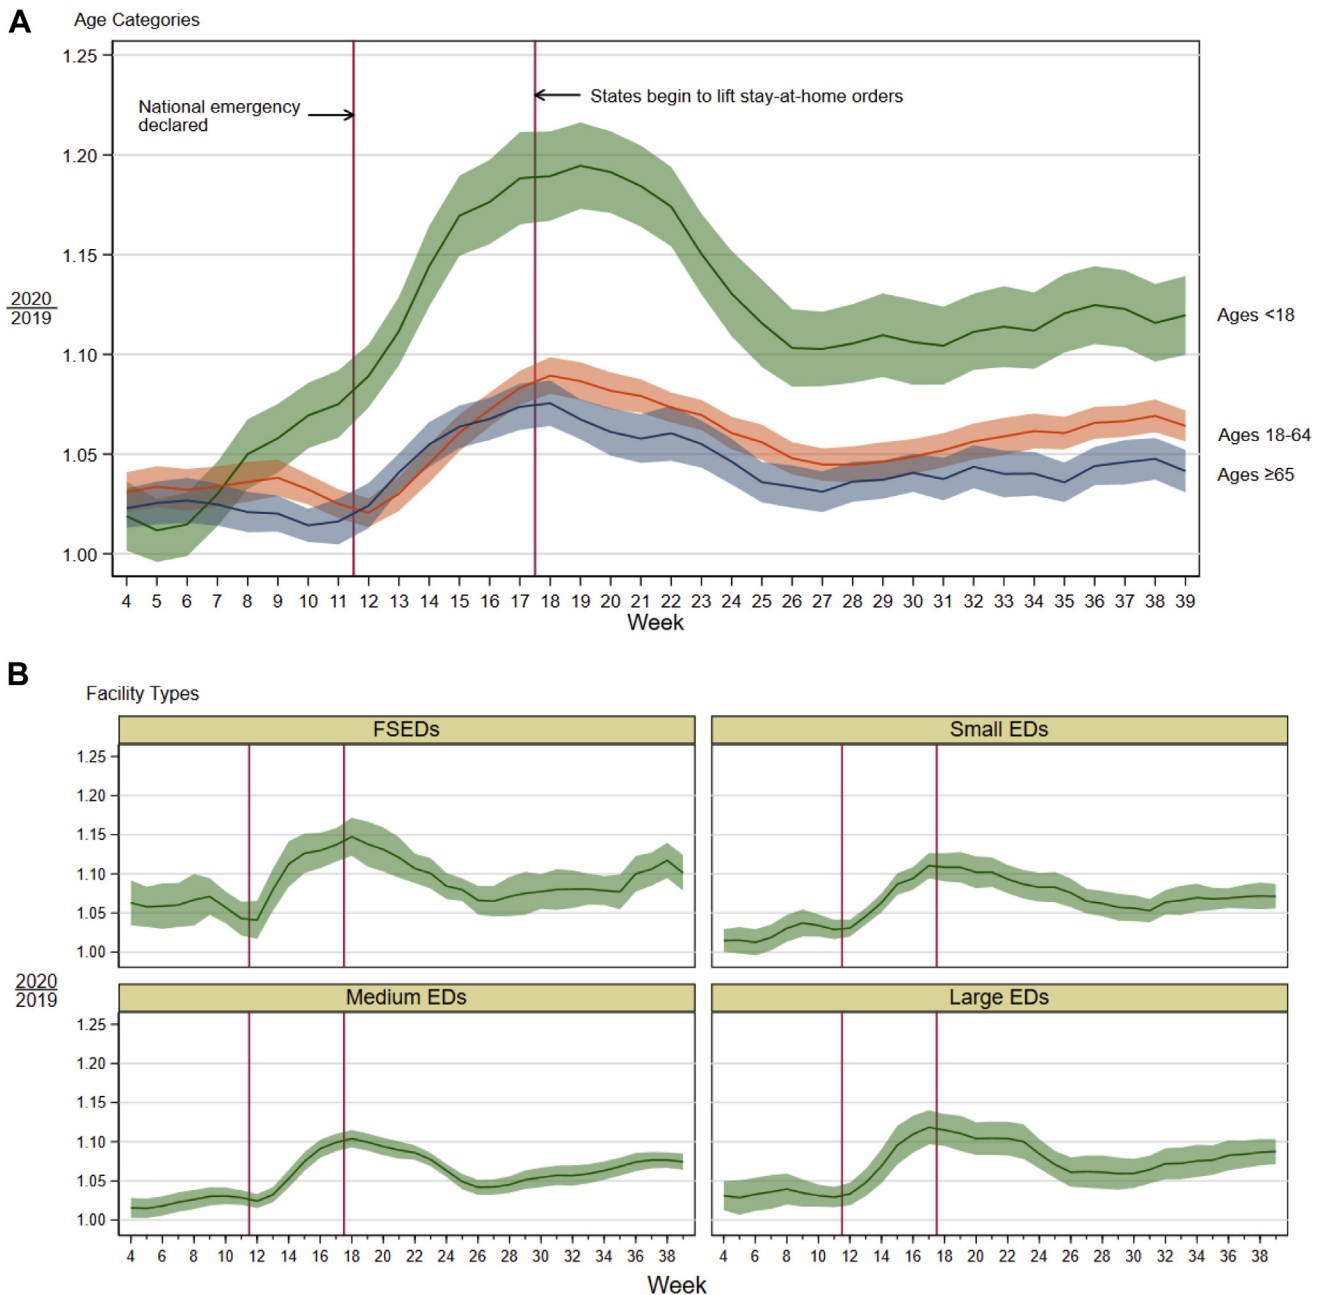 A
Age Categories
1.25
1.20
1.15
1.10
1.05
1.00
2020
2019
National emergency
declared
States begin to lift stay-at-home orders
Ages <18
Ages 18-64
Ages ≥65
4 5 6 7 8 9 10 11 12 13 14 15 16 17 18 19 20 21 22 23 24 25 26 27 28 29 30 31 32 33 34 35 36 37 38 39
Week
B
Facility Types
FSEDs
Small EDs
1.25
1.20
1.15
1.10
1.05
1.00
2020
2019
Medium EDs
Large EDs
1.25
1.20
1.15
1.10
1.05
1.00
4 6 8 10 12 14 16 18 20 22 24 26 28 30 32 34 36 38
4 6 8 10 12 14 16 18 20 22 24 26 28 30 32 34 36 38
Week